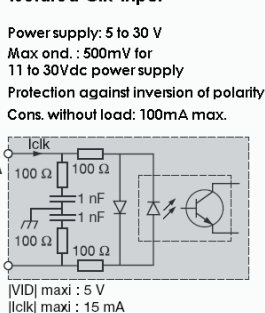 Power supply: 5 to 30 V
Max ond. : 500mV for
11 to 30Vdc power supply
Protection against inversion of polarity
Cons. without load: 100mA max.
Iclk
100 Ω
100 Ω
1 nF
1 nF
100 Ω
100 Ω
|VID| maxi : 5 V
|Iclk| maxi : 15 mA